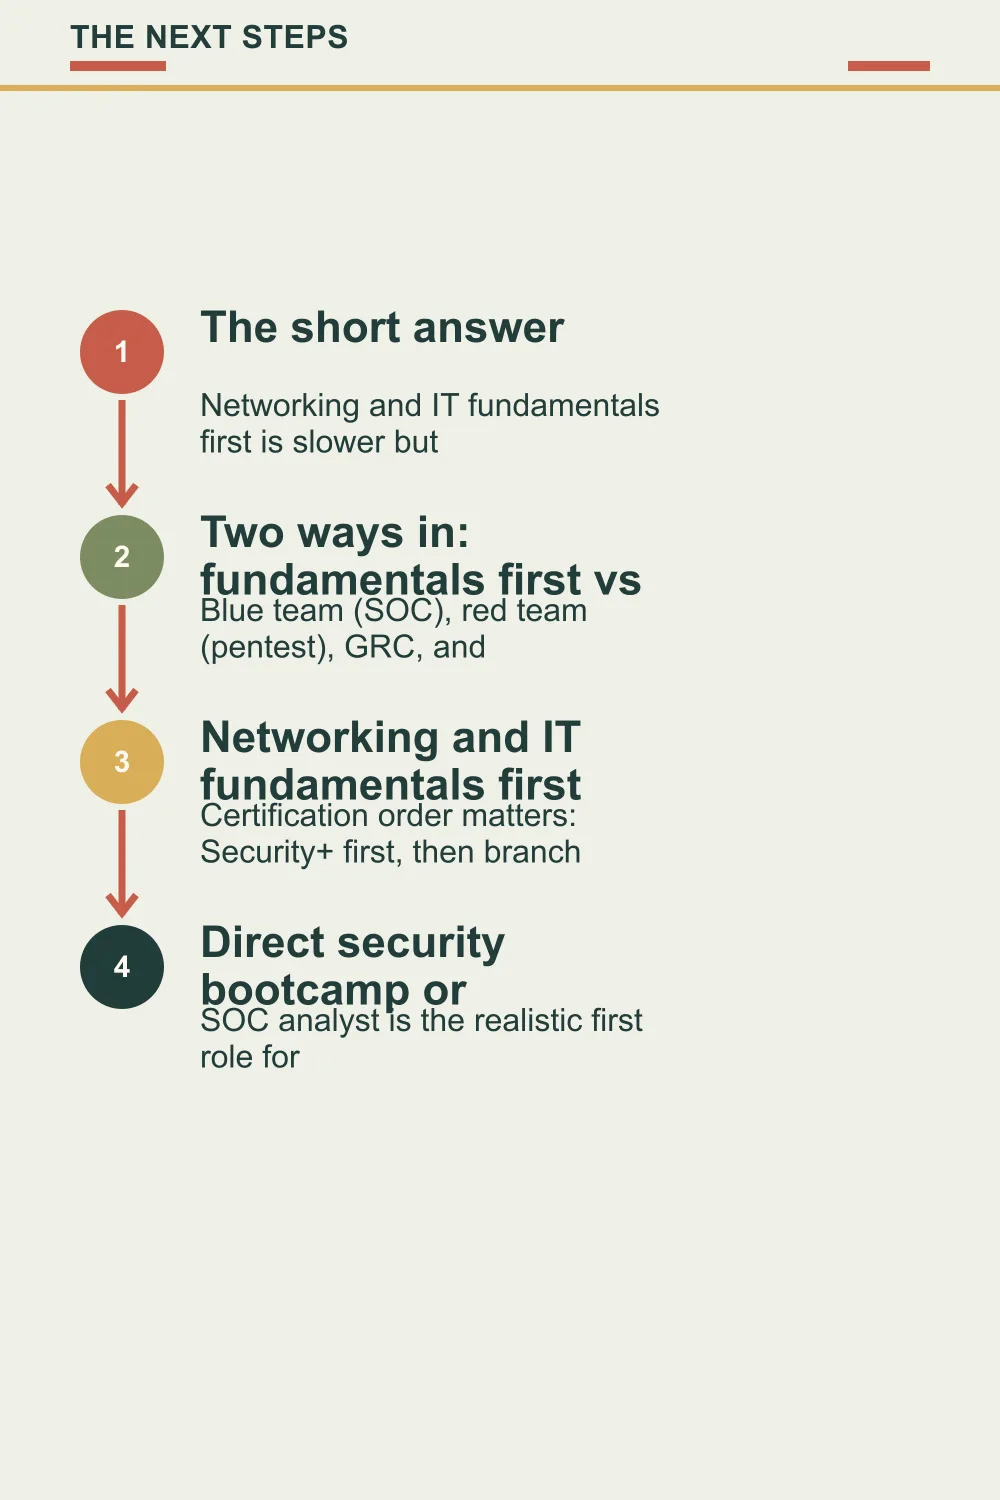 THE NEXT STEPS
1
The short answer
Networking and IT fundamentals
first is slower but
2
Two ways in:
fundamentals first vs
Blue team (SOC), red team
(pentest), GRC, and
3
Networking and IT
fundamentals first
Certification order matters:
Security+ first, then branch
4
Direct security
bootcamp or
SOC analyst is the realistic first
role for